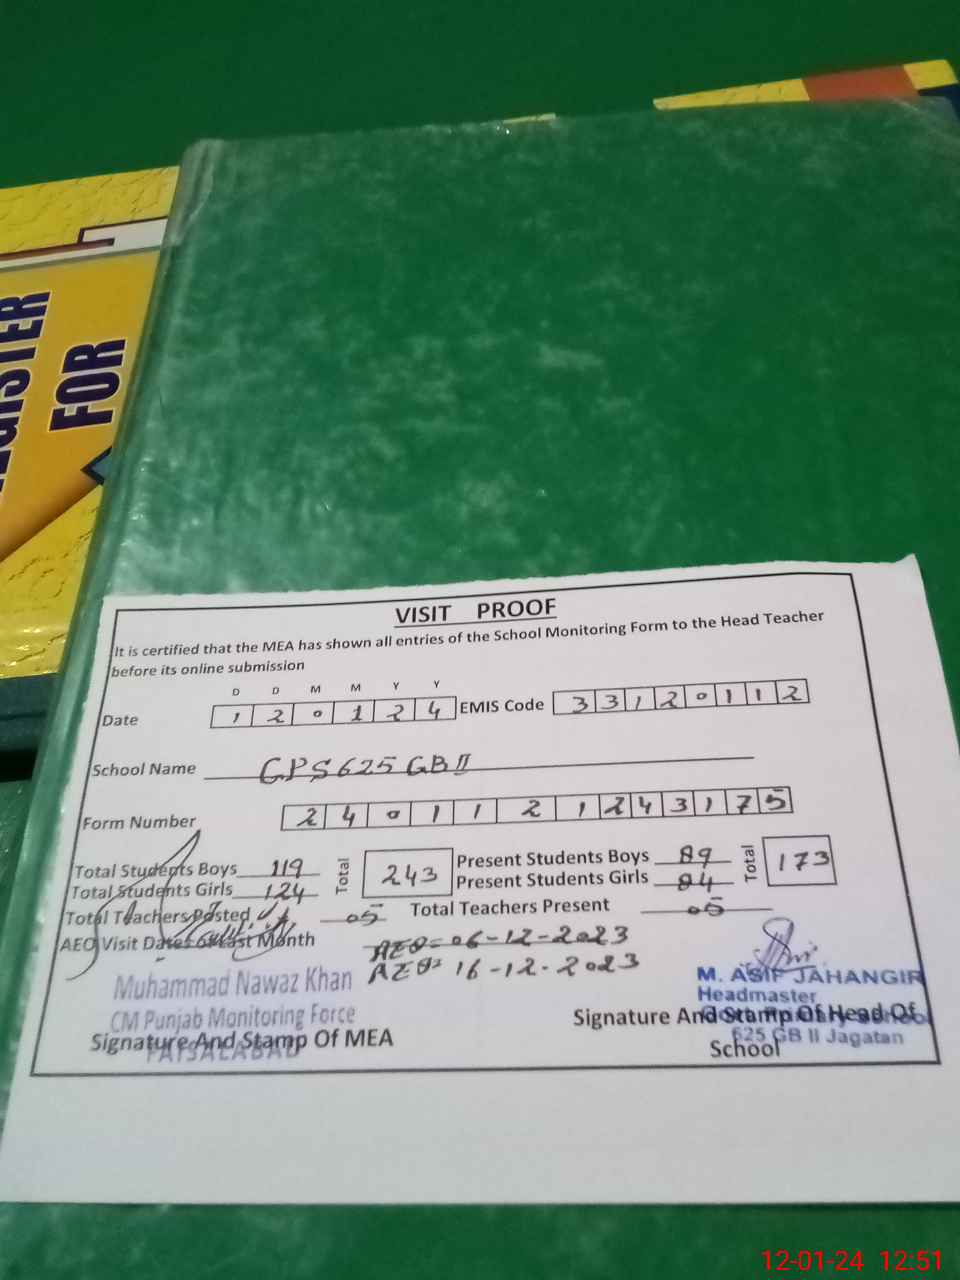 FOR
VISIT PROOF
It is certified that the MEA has shown all entries of the School Monitoring Form to the Head Teacher
before its online submission
D D M M Y Y
Date 1 2 0 1 2 4 EMIS Code 3 3 1 2 0 1 1 2
School Name GPS 625 GB II
Form Number 2 4 0 1 1 2 1 2 4 3 1 7 5
Total Students Boys 119 Total 243 Present Students Boys 89 Total 173
Total Students Girls 124 Present Students Girls 84
Total Teachers Posted 05 Total Teachers Present 05
AEO Visit Dates of Last Month AEO= 06-12-2023
AEO= 16-12-2023
Muhammad Nawaz Khan
CM Punjab Monitoring Force
FAISALABAD
Signature And Stamp Of MEA
M. ASIF JAHANGIR
Headmaster
625 GB II Jagatan
Signature And Stamp Of Head Of
School
12-01-24 12:51